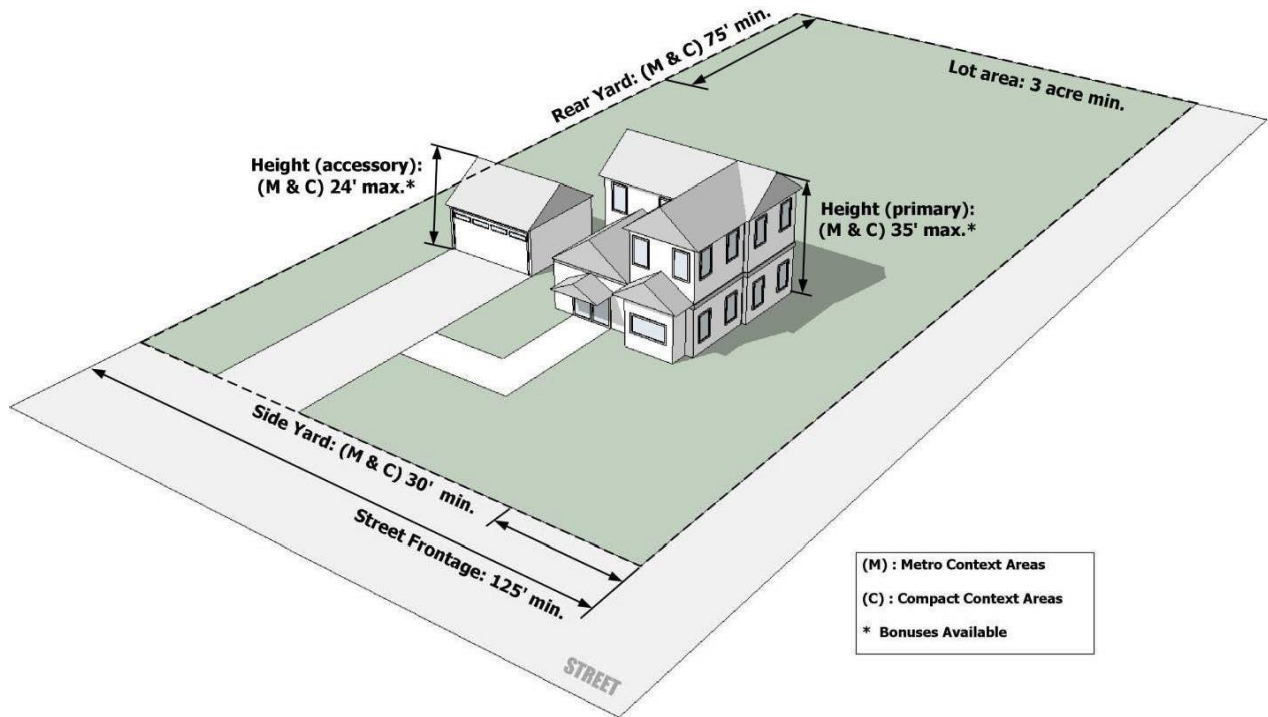 Rear Yard: (M & C) 75' min.
Lot area: 3 acre min.
Height (accessory):
(M & C) 24' max.*
Height (primary):
(M & C) 35' max.*
Side Yard: (M & C) 30' min.
Street Frontage: 125' min.
STREET
(M) : Metro Context Areas
(C) : Compact Context Areas
* Bonuses Available